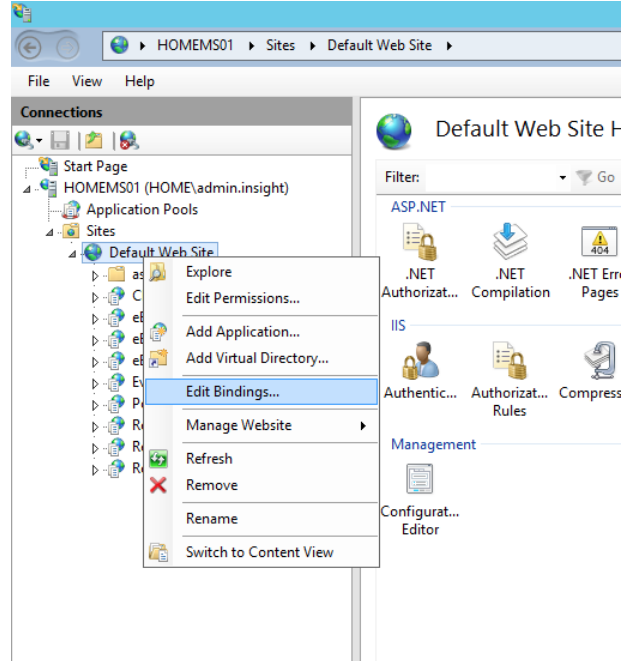 HOMEMS01 Sites Default Web Site
File View Help
Connections
Start Page
HOMEMS01 (HOME\admin.insight)
Application Pools
Sites
Default Web Site
Explore
Edit Permissions...
Add Application...
Add Virtual Directory...
Edit Bindings...
Manage Website
Refresh
Remove
Rename
Switch to Content View
Default Web Site H
Filter:
Go
ASP.NET
.NET Authorizat...
.NET Compilation
.NET Erro
Pages
404
IIS
Authentic...
Authorizat...
Rules
Compress
Management
Configurat...
Editor